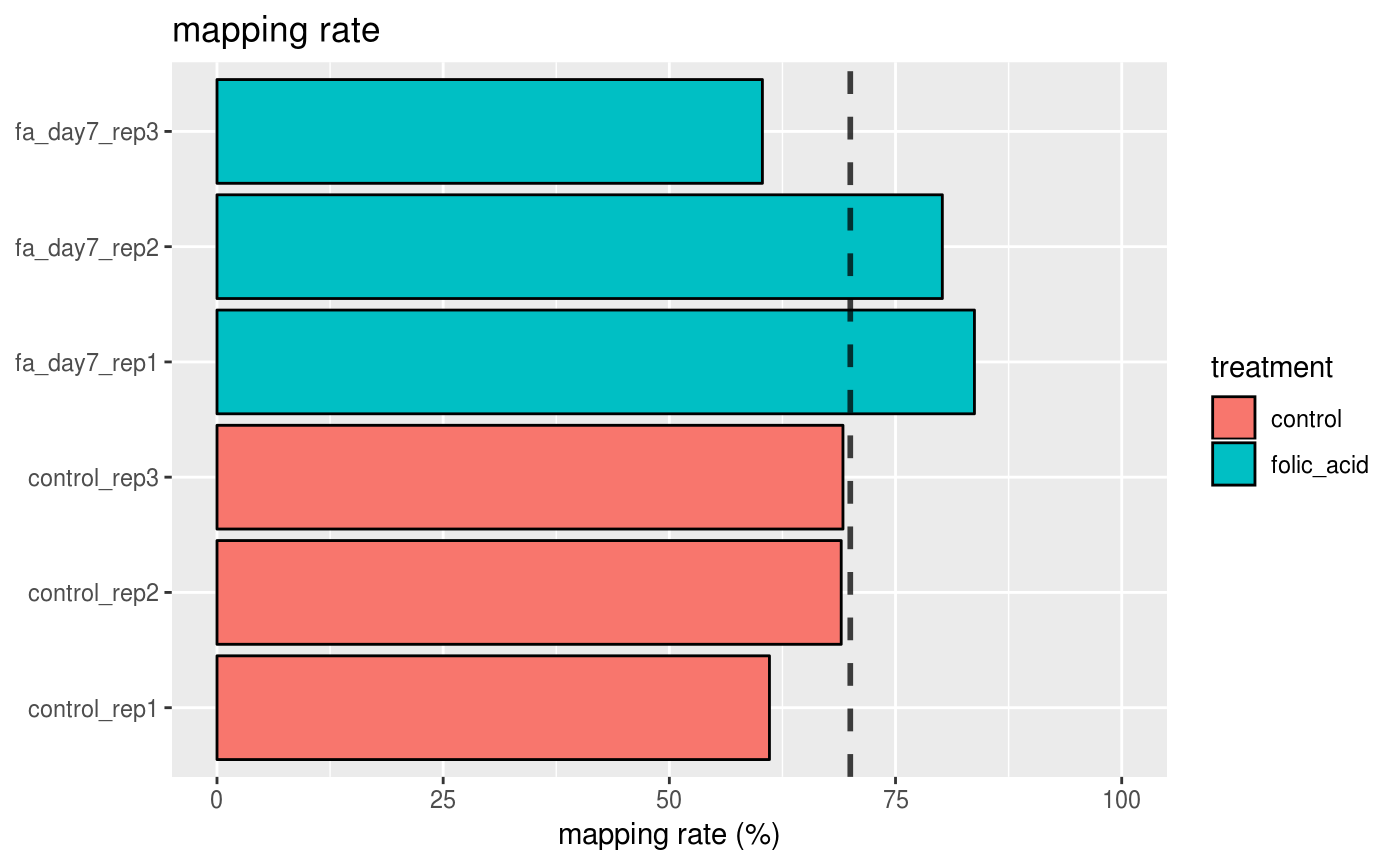 mapping rate
fa_day7_rep3
fa_day7_rep2
fa_day7_rep1
control_rep3
control_rep2
control_rep1
0 25 50 75 100
mapping rate (%)
treatment
control
folic_acid